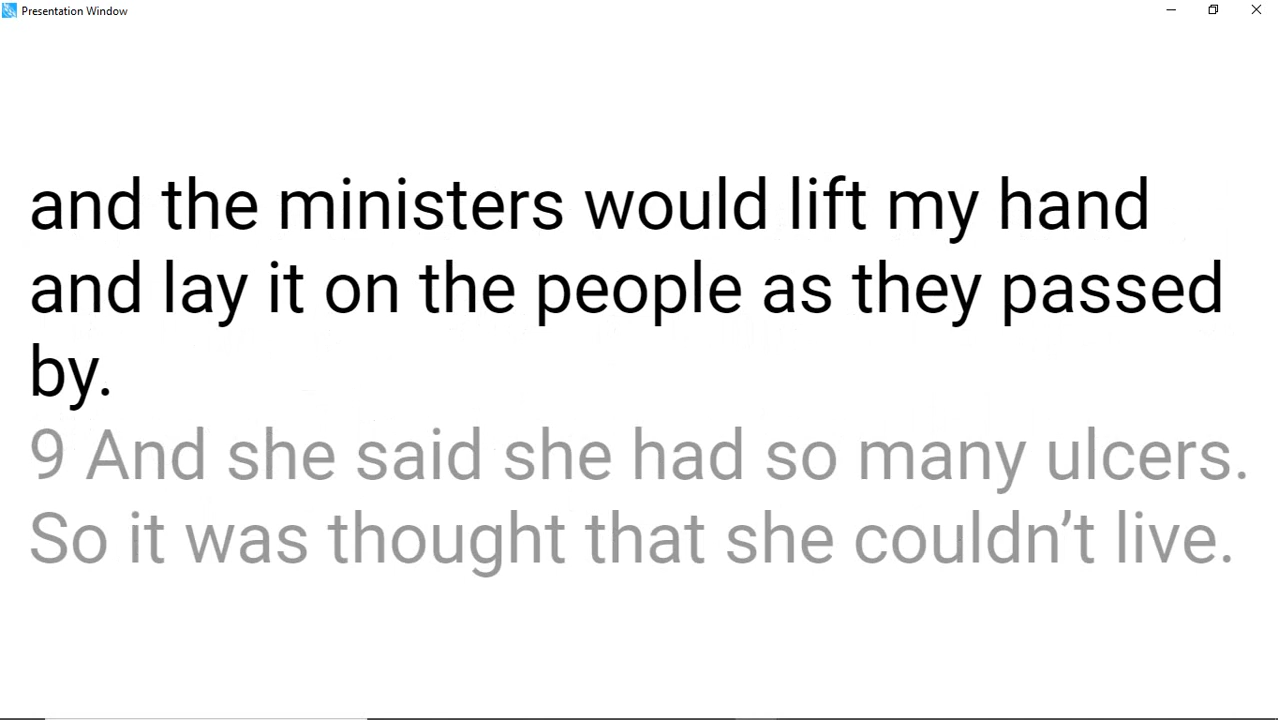 Presentation Window
and the ministers would lift my hand
and lay it on the people as they passed
by.
9 And she said she had so many ulcers.
So it was thought that she couldn’t live.